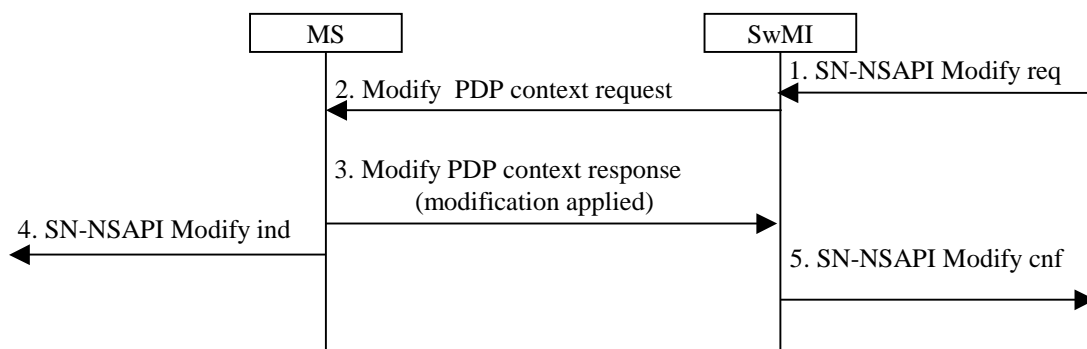 MS
SwMI
1. SN-NSAPI Modify req
2. Modify PDP context request
3. Modify PDP context response
(modification applied)
4. SN-NSAPI Modify ind
5. SN-NSAPI Modify cnf